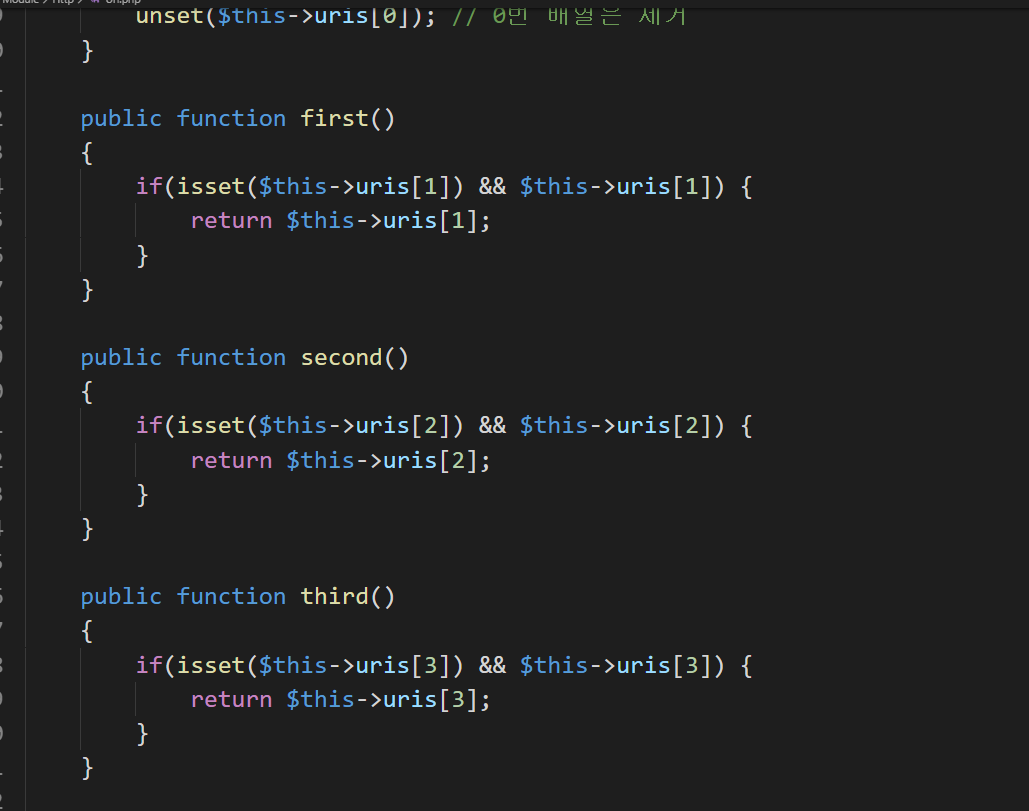 Module > Http > uri.php
unset($this->uris[0]); // 0번 배열은 제거
}
public function first()
{
if(isset($this->uris[1]) && $this->uris[1]) {
return $this->uris[1];
}
}
public function second()
{
if(isset($this->uris[2]) && $this->uris[2]) {
return $this->uris[2];
}
}
public function third()
{
if(isset($this->uris[3]) && $this->uris[3]) {
return $this->uris[3];
}
}